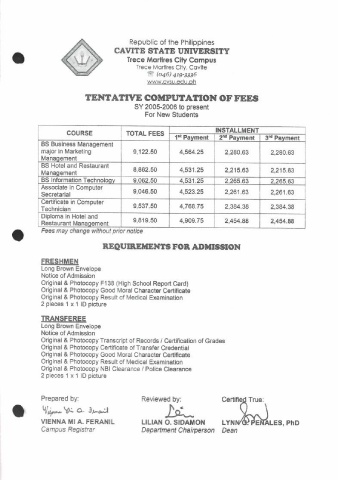 Republic of the Philippines
CAVITE STATE UNIVERSITY
Trece Martires City Campus
Trece Martires City, Cavite
www.cvsu.edu.ph
TENTATIVE COMPUTATION OF FEES
SY 2005-2006 to present
For New Students
COURSE TOTAL FEES INSTALLMENT
1st Payment 2nd Payment 3rd Payment
BS Business Management
major in Marketing 9,122.50 4,564.25 2,280.63 2,280.63
Management
BS Hotel and Restaurant
Management 8,862.50 4,531.25 2,215.63 2,215.63
BS Information Technology 9,062.50 4,531.25 2,265.63 2,265.63
Associate in Computer
Secretarial 9,046.50 4,523.25 2,261.63 2,261.63
Certificate in Computer
Technician 9,537.50 4,768.75 2,384.38 2,384.38
Diploma in Hotel and
Restaurant Management 9,819.50 4,909.75 2,454.88 2,454.88
Fees may change without prior notice
REQUIREMENTS FOR ADMISSION
FRESHMEN
Long Brown Envelope
Notice of Admission
Original & Photocopy F138 (High School Report Card)
Original & Photocopy Good Moral Character Certificate
Original & Photocopy Result of Medical Examination
2 pieces 1 x 1 ID picture
TRANSFEREE
Long Brown Envelope
Notice of Admission
Original & Photocopy Transcript of Records / Certification of Grades
Original & Photocopy Certificate of Transfer Credential
Original & Photocopy Good Moral Character Certificate
Original & Photocopy Result of Medical Examination
Original & Photocopy NBI Clearance / Police Clearance
2 pieces 1 x 1 ID picture
Prepared by: Reviewed by: Certified True:
VIENNA MI A. FERANIL LILIAN O. SIDAMON LYNN G. PEÑALES, PhD
Campus Registrar Department Chairperson Dean